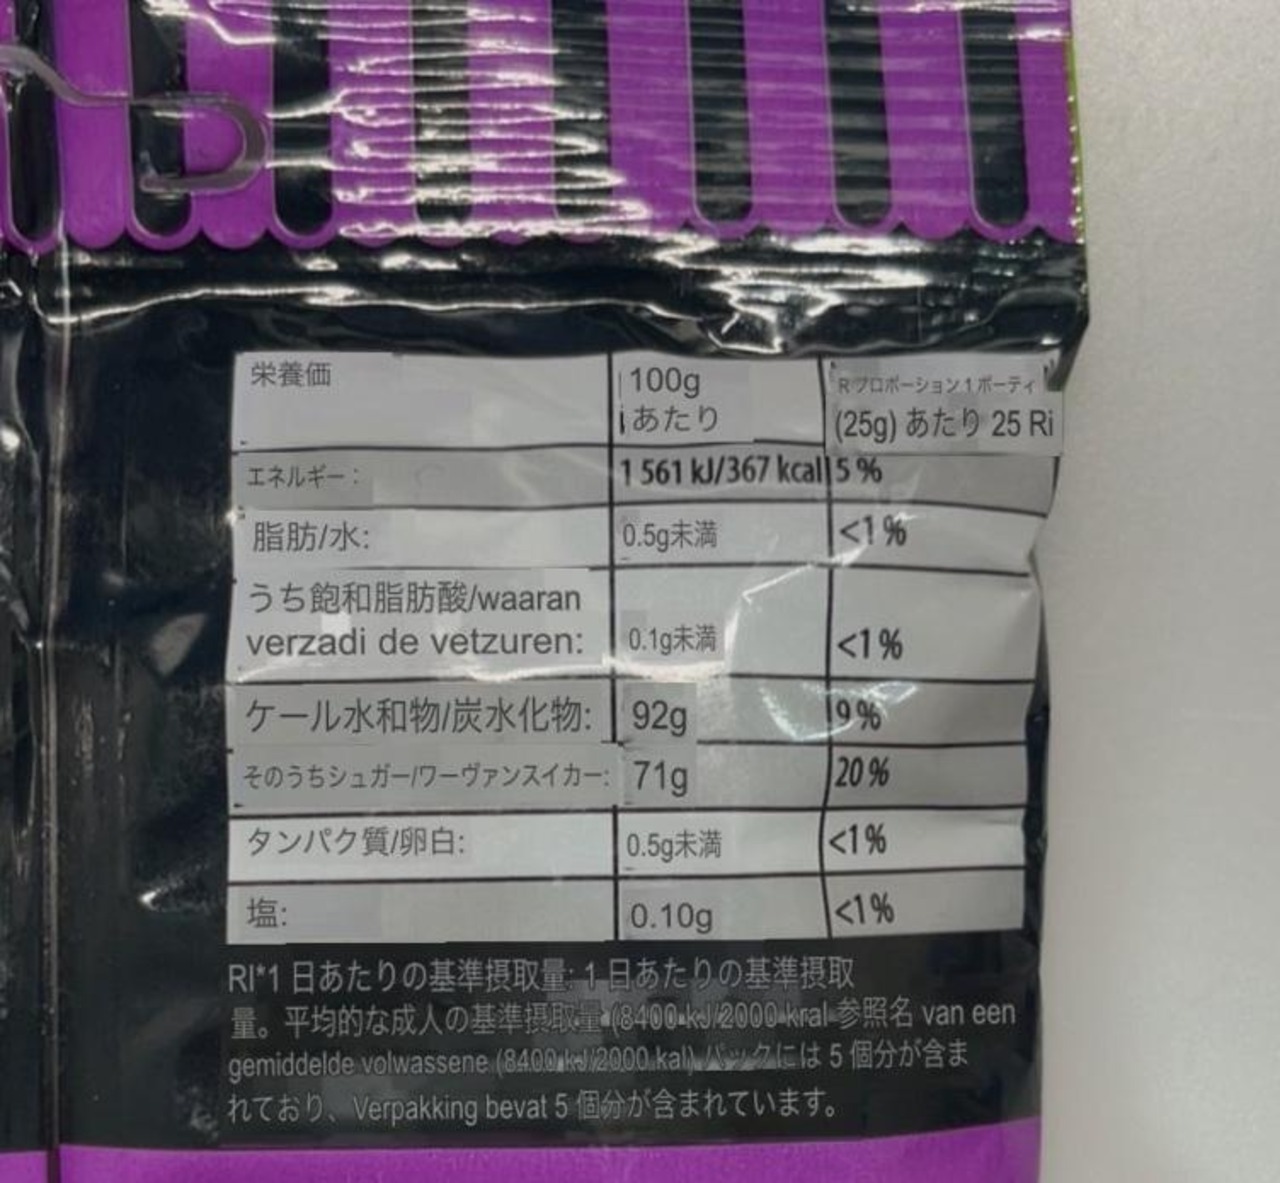 栄養価
100g
あたり
R プロポーション 1 ポーティ
(25g) あたり 25 Ri
エネルギー:
1 561 kJ/367 kcal
5 %
脂肪/水:
0.5g未満
<1 %
うち飽和脂肪酸/waaran
verzadi de vetzuren:
0.1g未満
<1 %
ケール水和物/炭水化物:
92g
9 %
そのうちシュガー/ワーヴァンスイカー:
71g
20 %
タンパク質/卵白:
0.5g未満
<1 %
塩:
0.10g
<1 %
RI*1 日あたりの基準摂取量: 1 日あたりの基準摂取
量。平均的な成人の基準摂取量 (8400 kJ/2000 kral 参照名 van een
gemiddelde volwassene (8400 kJ/2000 kal) パックには 5 個分が含ま
れており、Verpakking bevat 5 個分が含まれています。